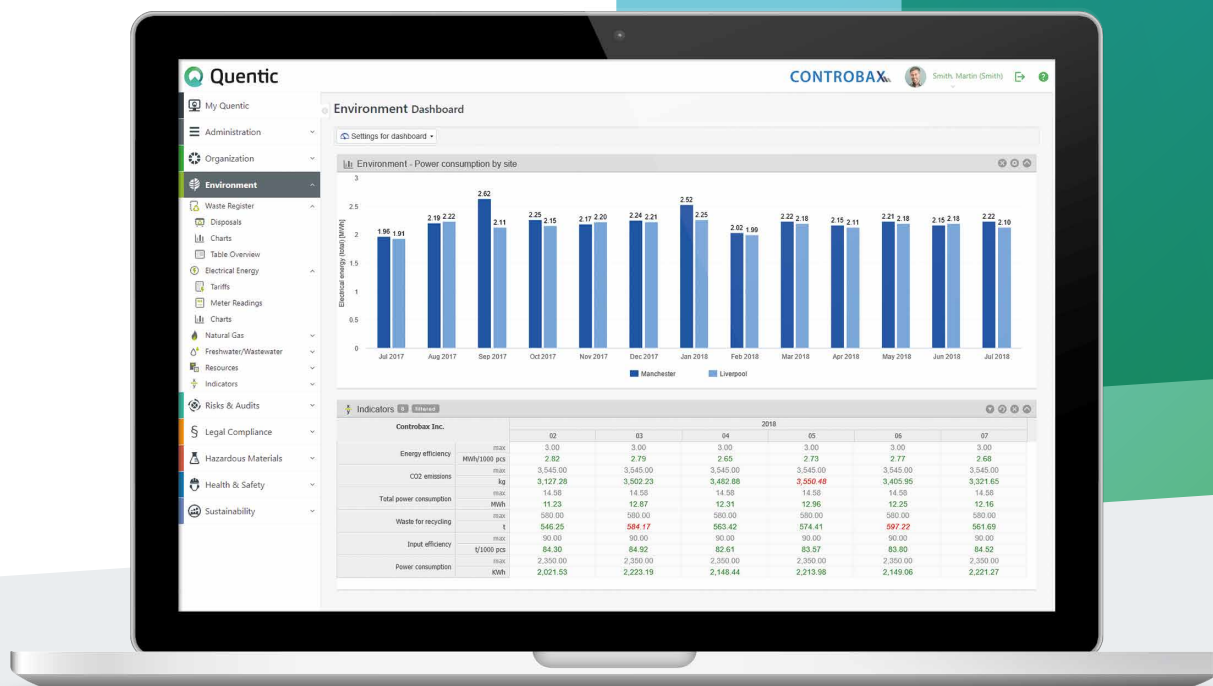 Quentic
CONTROBAX
Smith, Martin (Smith)
?
My Quentic
Administration
Organization
Environment
Waste Register
Disposals
Charts
Table Overview
Electrical Energy
Tariffs
Meter Readings
Charts
Natural Gas
Freshwater/Wastewater
Resources
Indicators
Risks & Audits
§ Legal Compliance
Hazardous Materials
Health & Safety
Sustainability
Environment Dashboard
Settings for dashboard
Environment - Power consumption by site
Electrical energy (total) [MWh]
3
2.5
2
1.5
1
0.5
0
1.96 1.91 2.19 2.22 2.62 2.11 2.25 2.15 2.17 2.20 2.24 2.21 2.52 2.25 2.02 1.99 2.22 2.18 2.15 2.11 2.21 2.18 2.15 2.18 2.22 2.10
Jul 2017 Aug 2017 Sep 2017 Oct 2017 Nov 2017 Dec 2017 Jan 2018 Feb 2018 Mar 2018 Apr 2018 May 2018 Jun 2018 Jul 2018
Manchester Liverpool
Indicators Filtered
Controbax Inc. 2018
02 03 04 05 06 07
Energy efficiency max 3.00 3.00 3.00 3.00 3.00 3.00
MWh/1000 pcs 2.82 2.79 2.65 2.73 2.77 2.68
CO2 emissions max 3,545.00 3,545.00 3,545.00 3,545.00 3,545.00 3,545.00
kg 3,127.28 3,502.23 3,482.88 3,550.48 3,405.95 3,321.65
Total power consumption max 14.58 14.58 14.58 14.58 14.58 14.58
MWh 11.23 12.87 12.31 12.96 12.25 12.16
Waste for recycling max 580.00 580.00 580.00 580.00 580.00 580.00
t 546.25 584.17 563.42 574.41 597.22 561.69
Input efficiency max 90.00 90.00 90.00 90.00 90.00 90.00
t/1000 pcs 84.30 84.92 82.61 83.57 83.80 84.52
Power consumption max 2,350.00 2,350.00 2,350.00 2,350.00 2,350.00 2,350.00
KWh 2,021.53 2,223.19 2,148.44 2,213.98 2,149.06 2,221.27